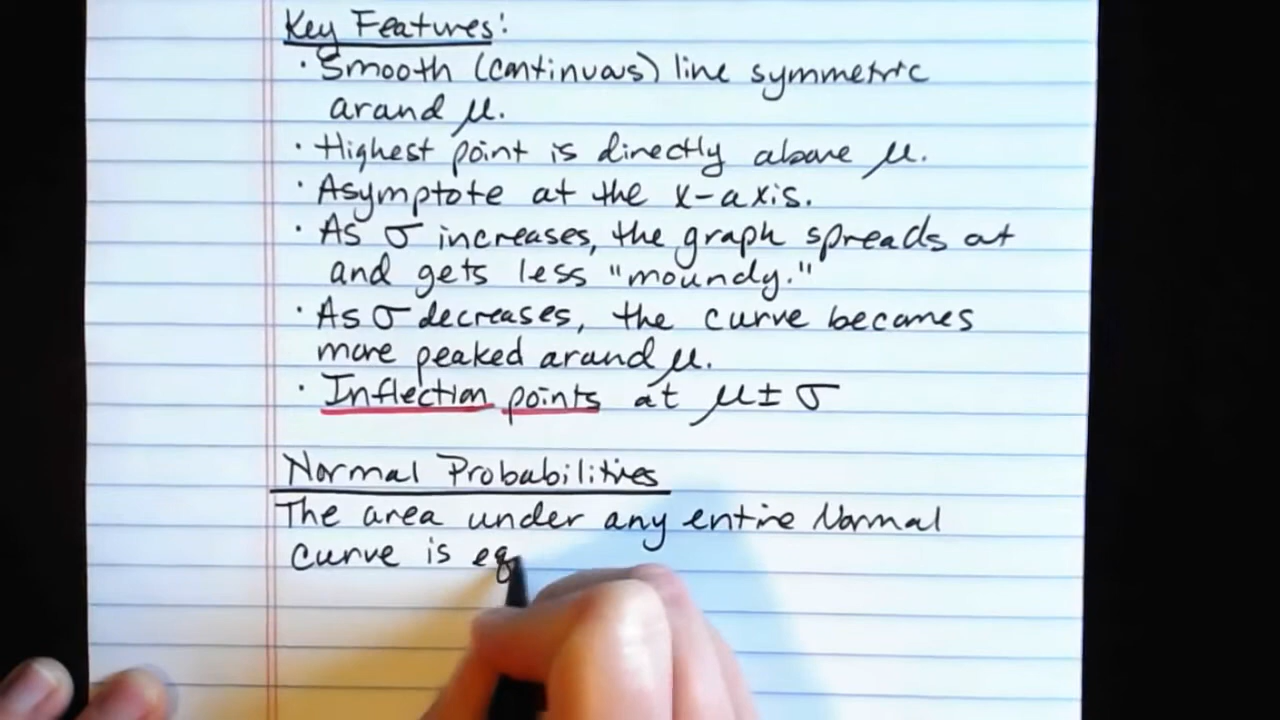 Key Features:
· Smooth (continuous) line symmetric
around μ.
· Highest point is directly above μ.
· Asymptote at the x-axis.
· As σ increases, the graph spreads out
and gets less "moundy."
· As σ decreases, the curve becomes
more peaked around μ.
· Inflection points at μ ± σ
Normal Probabilities
The area under any entire Normal
curve is eq